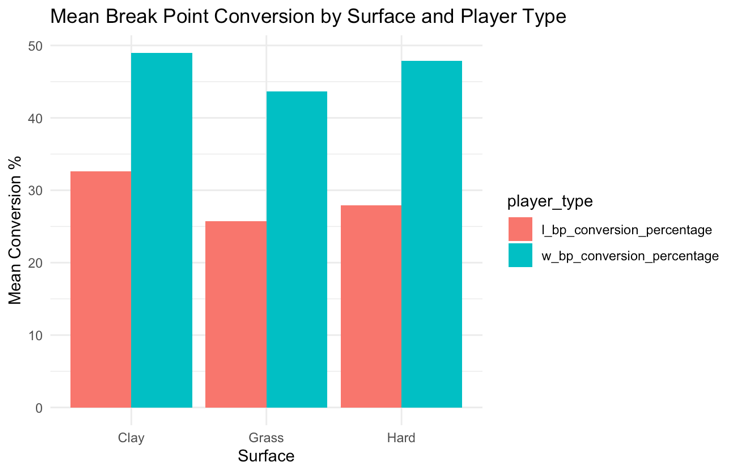 Mean Break Point Conversion by Surface and Player Type
Mean Conversion %
50
40
30
20
10
0
Clay
Grass
Hard
Surface
player_type
l_bp_conversion_percentage
w_bp_conversion_percentage